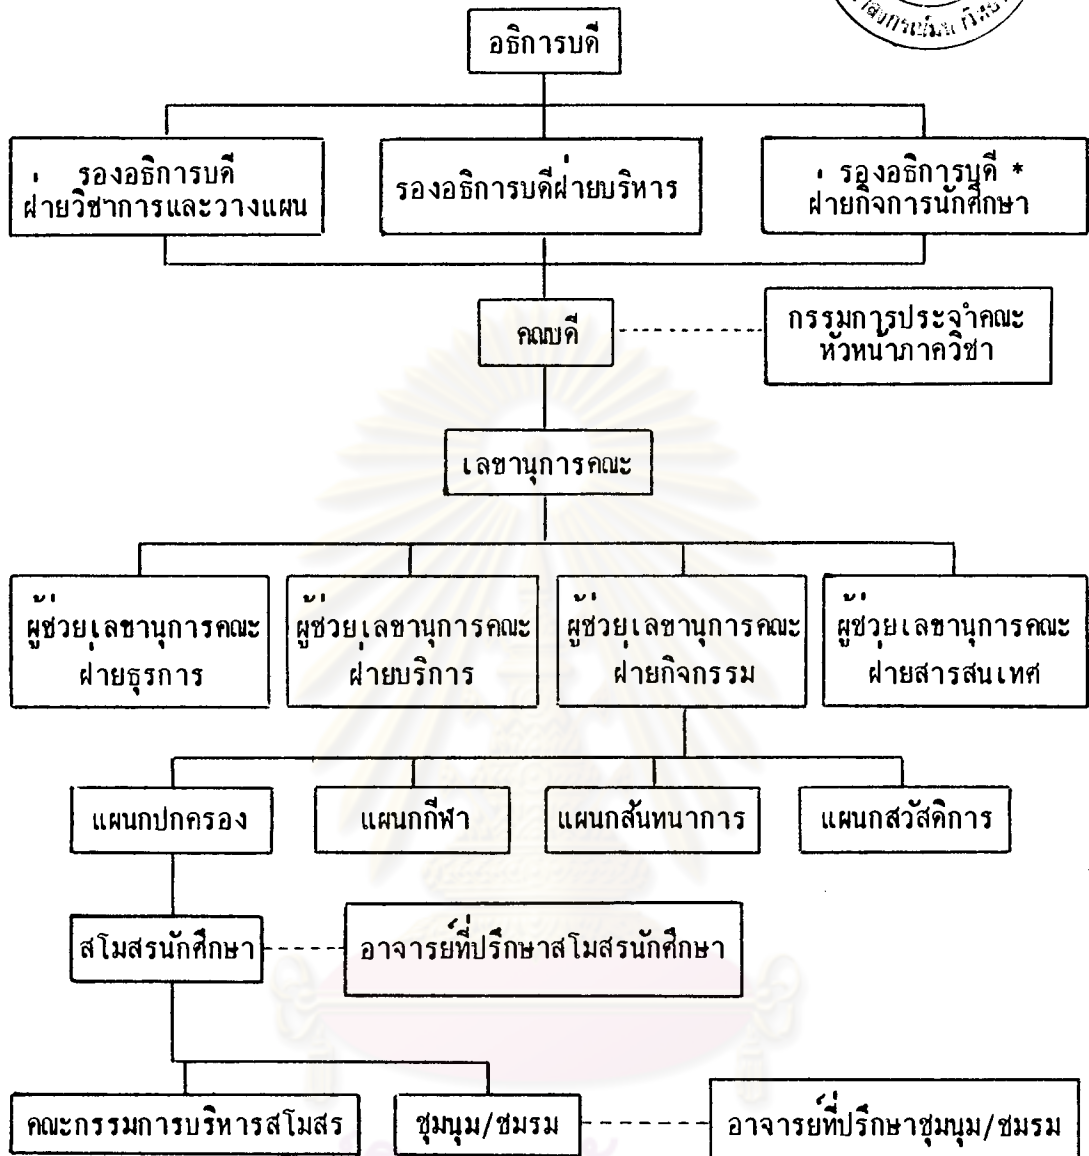 อธิการบดี
รองอธิการบดี
ฝ่ายวิชาการและวางแผน
รองอธิการบดีฝ่ายบริหาร
รองอธิการบดี *
ฝ่ายกิจการนักศึกษา
คณบดี
กรรมการประจำคณะ
หัวหน้าภาควิชา
เลขานุการคณะ
ผู้ช่วยเลขานุการคณะ
ฝ่ายธุรการ
ผู้ช่วยเลขานุการคณะ
ฝ่ายบริการ
ผู้ช่วยเลขานุการคณะ
ฝ่ายกิจกรรม
ผู้ช่วยเลขานุการคณะ
ฝ่ายสารสนเทศ
แผนกปกครอง
แผนกกีฬา
แผนกสันทนาการ
แผนกสวัสดิการ
สโมสรนักศึกษา
อาจารย์ที่ปรึกษาสโมสรนักศึกษา
คณะกรรมการบริหารสโมสร
ชุมนุม/ชมรม
อาจารย์ที่ปรึกษาชุมนุม/ชมรม